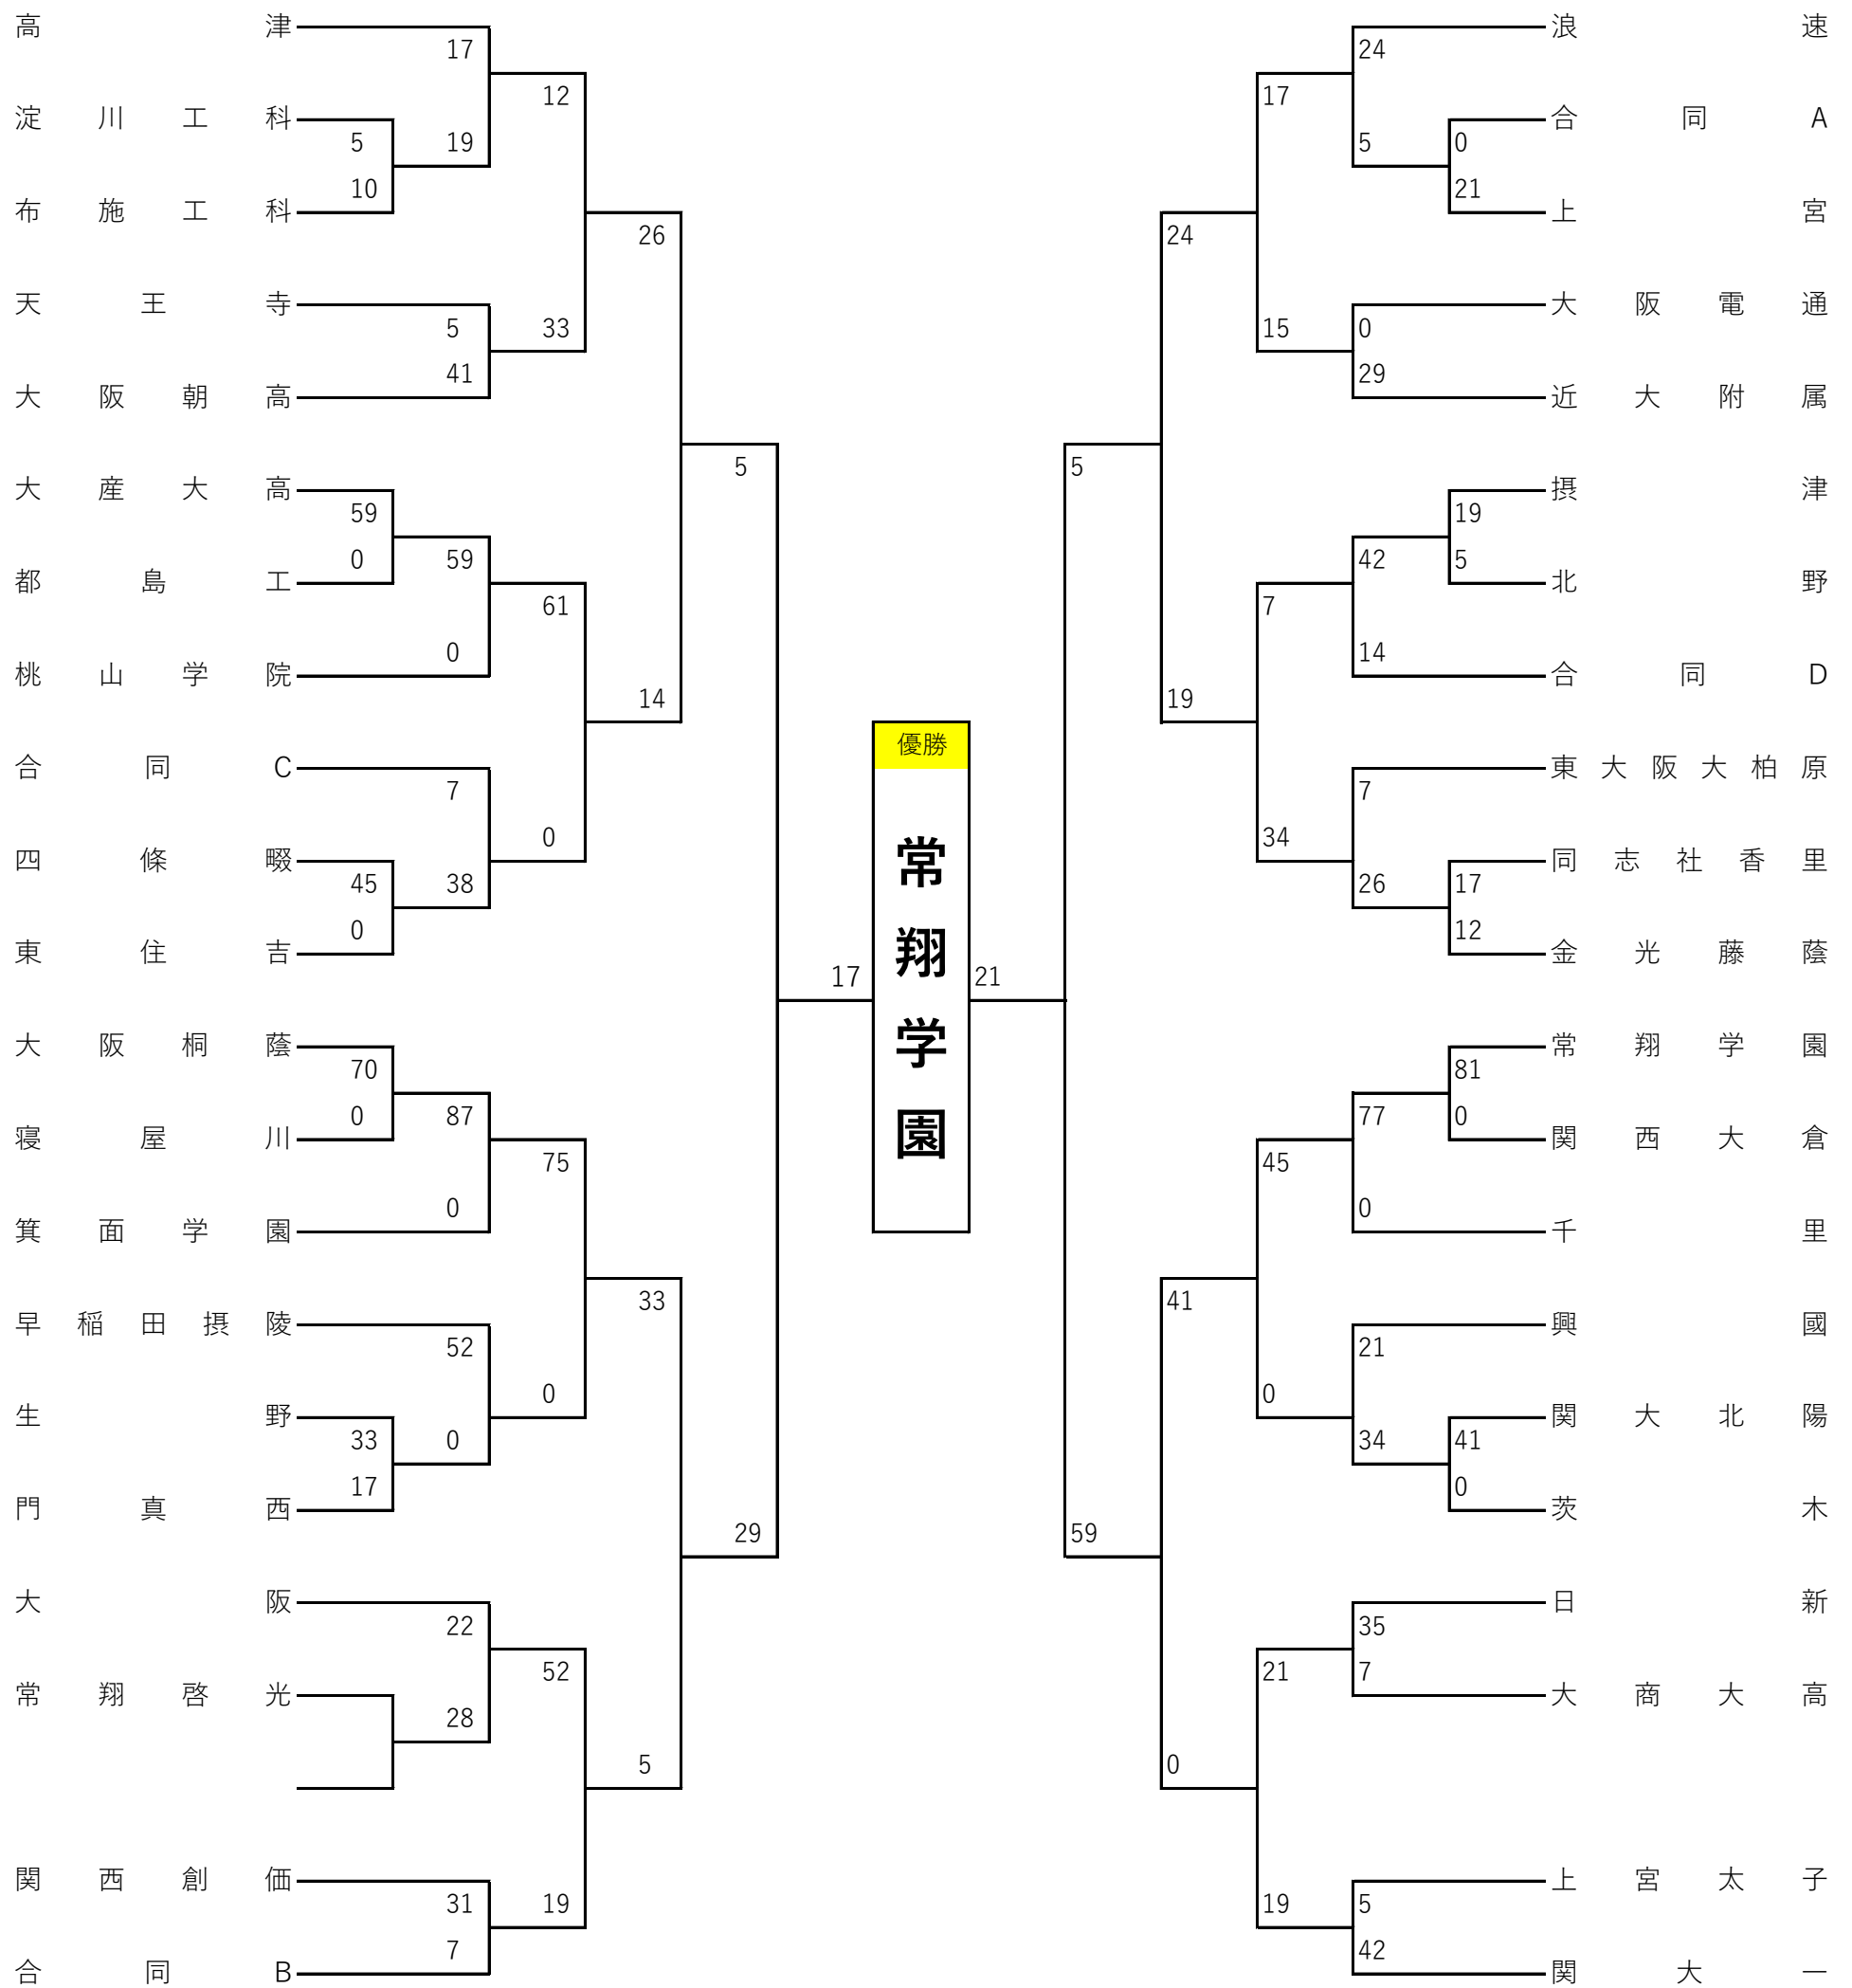 高津
17
12
淀川工科
5
19
10
布施工科
26
天王寺
5
33
41
大阪朝高
5
大産大高
59
0
59
都島工
61
0
桃山学院
14
合同C
7
0
四條畷
45
38
0
東住吉
17
大阪桐蔭
70
0
87
寝屋川
75
0
箕面学園
33
早稲田摂陵
52
0
生野
33
0
17
門真西
29
大阪
22
52
常翔啓光
28
5
関西創価
31
19
7
合同B
優勝
常翔学園
21
浪速
24
17
合同A
5
0
21
上宮
24
大阪電通
15
0
29
近大附属
5
摂津
19
42
5
北野
7
14
合同D
19
東大阪大柏原
7
34
同志社香里
26
17
12
金光藤蔭
常翔学園
81
77
0
関西大倉
45
0
千里
41
興國
21
0
関大北陽
34
41
0
茨木
59
日新
35
21
7
大商大高
0
上宮太子
19
5
42
関大一